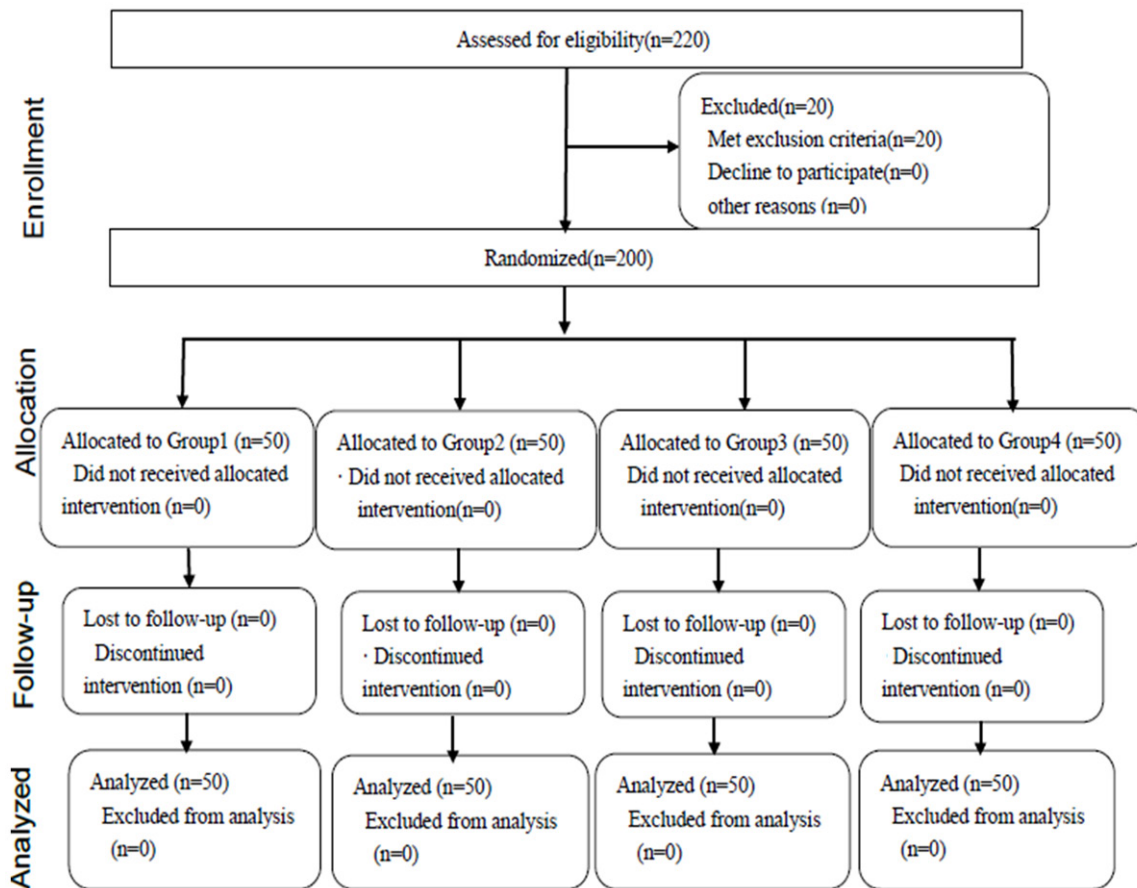 Enrollment
Assessed for eligibility(n=220)
Excluded(n=20)
Met exclusion criteria(n=20)
Decline to participate(n=0)
other reasons (n=0)
Randomized(n=200)
Allocation
Allocated to Group1 (n=50)
Did not received allocated
intervention (n=0)
Allocated to Group2 (n=50)
· Did not received allocated
intervention(n=0)
Allocated to Group3 (n=50)
Did not received allocated
intervention(n=0)
Allocated to Group4 (n=50)
Did not received allocated
intervention(n=0)
Follow-up
Lost to follow-up (n=0)
Discontinued
intervention (n=0)
Lost to follow-up (n=0)
· Discontinued
intervention (n=0)
Lost to follow-up (n=0)
Discontinued
intervention (n=0)
Lost to follow-up (n=0)
· Discontinued
intervention (n=0)
Analyzed
Analyzed (n=50)
Excluded from analysis
(n=0)
Analyzed (n=50)
Excluded from analysis
(n=0)
Analyzed (n=50)
Excluded from analysis
(n=0)
Analyzed (n=50)
Excluded from analysis
(n=0)